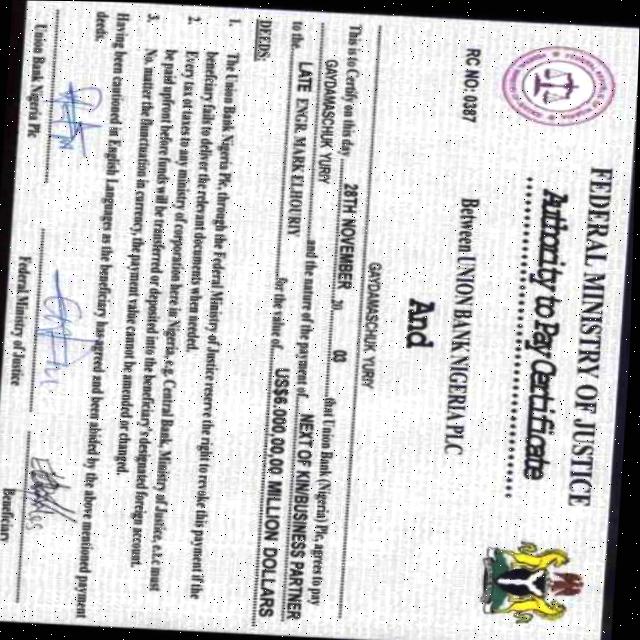 FEDERAL MINISTRY OF JUSTICE
Authority to Pay Certificate
RC NO: 0387
Between UNION BANK NIGERIA PLC
And
GAYDAMASCHUK YURIY
This is to Certify on this day 28TH NOVEMBER 20 03 that Union Bank (Nigeria) Plc, agrees to pay
GAYDAMASCHUK YURIY and the nature of the payment of NEXT OF KIN/BUSINESS PARTNER
to the. LATE ENGR. MARK ELHOURIY for the value of US$6.000,00,00 MILLION DOLLARS
DEEDS:
1. The Union Bank Nigeria Plc, through the Federal Ministry of Justice reserve the right to revoke this payment if the
beneficiary fails to deliver the relevant documents when needed.
2. Every tax or taxes to any ministry of corporation here in Nigeria, e.g. Central Bank, Ministry of Justice, e.t.c must
be paid upfront before funds will be transferred or deposited into the beneficiary's designated foreign account.
3. No. matter the flunctuation in currency, the payment value cannot be amended or changed.
Having been cautioned in English Languages as the beneficiary has agreed and been abided by the above mentioned payment
deeds.
Union Bank Nigeria Plc
Federal Ministry of Justice
Beneficiary